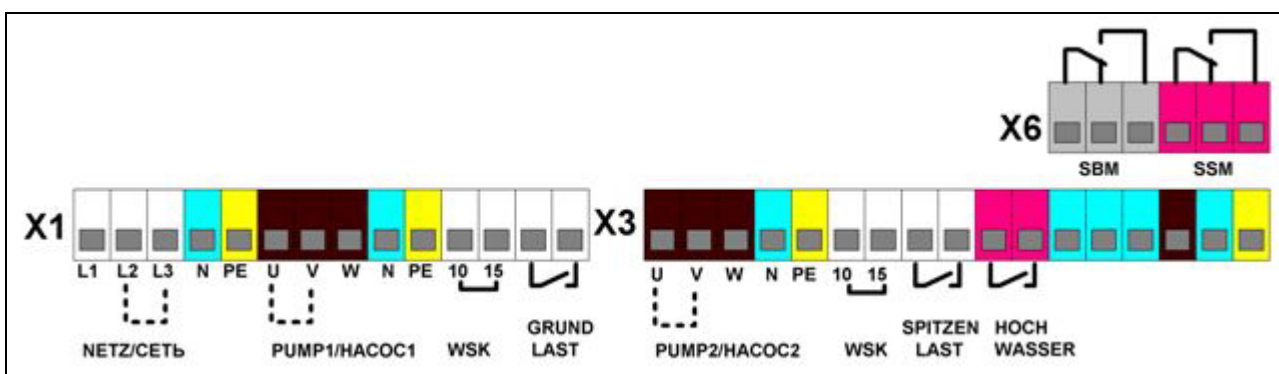 X6
SBM SSM
X1 X3
L1 L2 L3 N PE U V W N PE 10 15 U V W N PE 10 15
NETZ/СЕТЬ PUMP1/НАСОС1 WSK GRUND LAST PUMP2/НАСОС2 WSK SPITZEN LAST HOCH WASSER